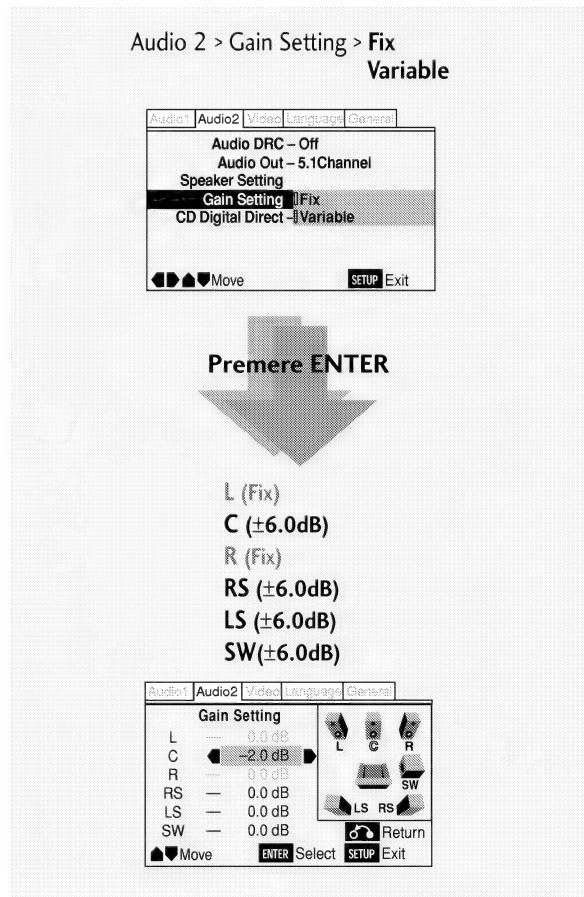 Audio 2 > Gain Setting > Fix
Variable
Audio1 Audio2 Video Language General
Audio DRC – Off
Audio Out – 5.1Channel
Speaker Setting
Gain Setting Fix
CD Digital Direct – Variable
Move SETUP Exit
Premere ENTER
L (Fix)
C (±6.0dB)
R (Fix)
RS (±6.0dB)
LS (±6.0dB)
SW(±6.0dB)
Audio1 Audio2 Video Language General
Gain Setting
L — 0.0 dB
C –2.0 dB
R — 0.0 dB
RS — 0.0 dB
LS — 0.0 dB
SW — 0.0 dB
L C R
SW
LS RS
Return
Move ENTER Select SETUP Exit